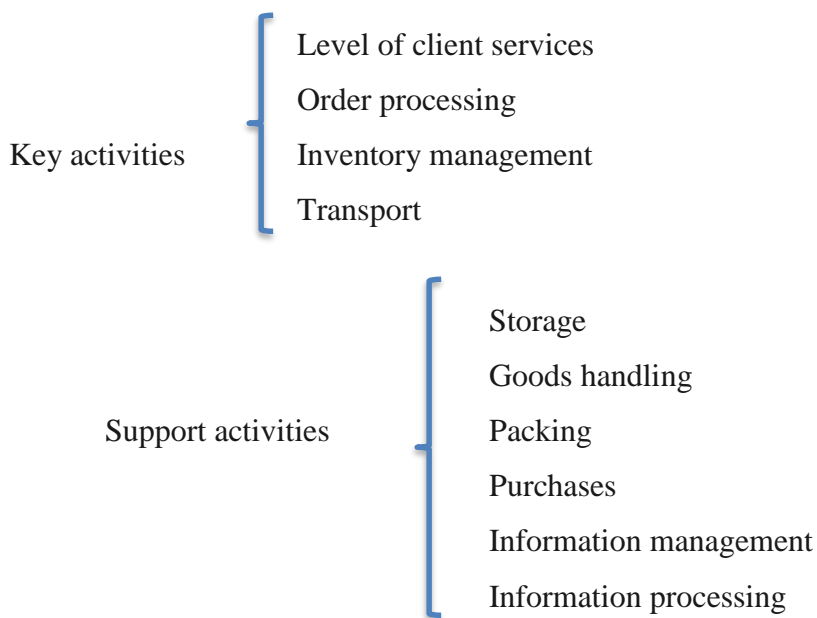 Key activities
Level of client services
Order processing
Inventory management
Transport
Support activities
Storage
Goods handling
Packing
Purchases
Information management
Information processing